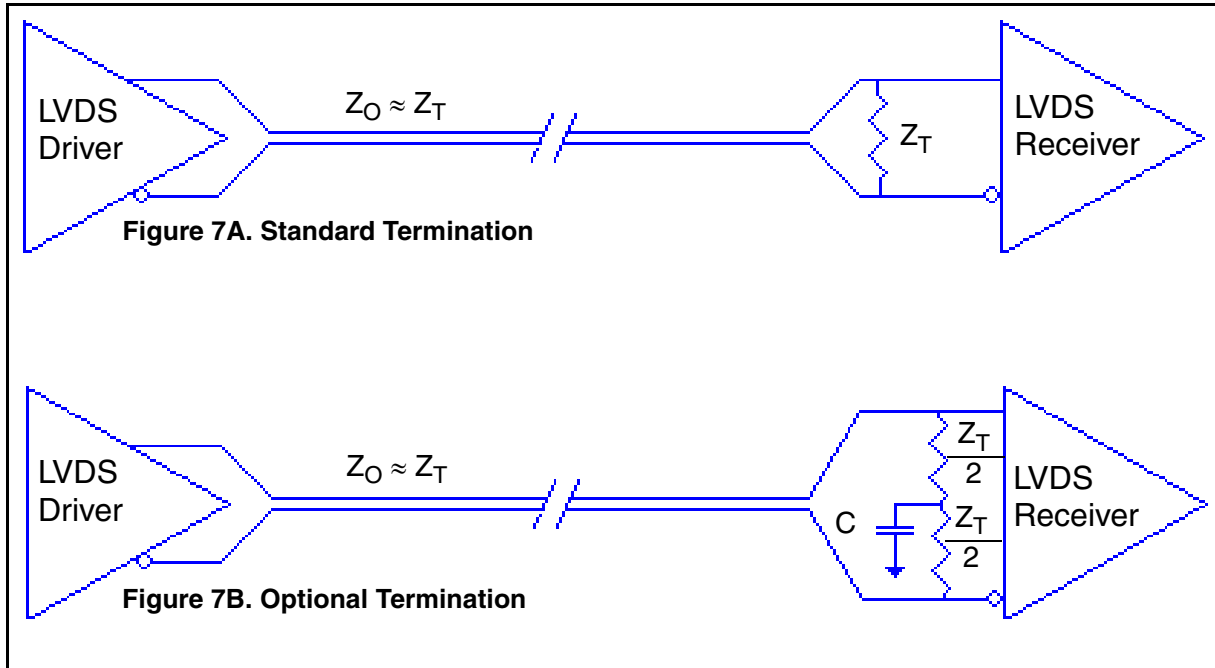 LVDS
Driver
Z_O ≈ Z_T
Z_T
LVDS
Receiver
Figure 7A. Standard Termination
LVDS
Driver
Z_O ≈ Z_T
C
Z_T
2
Z_T
2
LVDS
Receiver
Figure 7B. Optional Termination